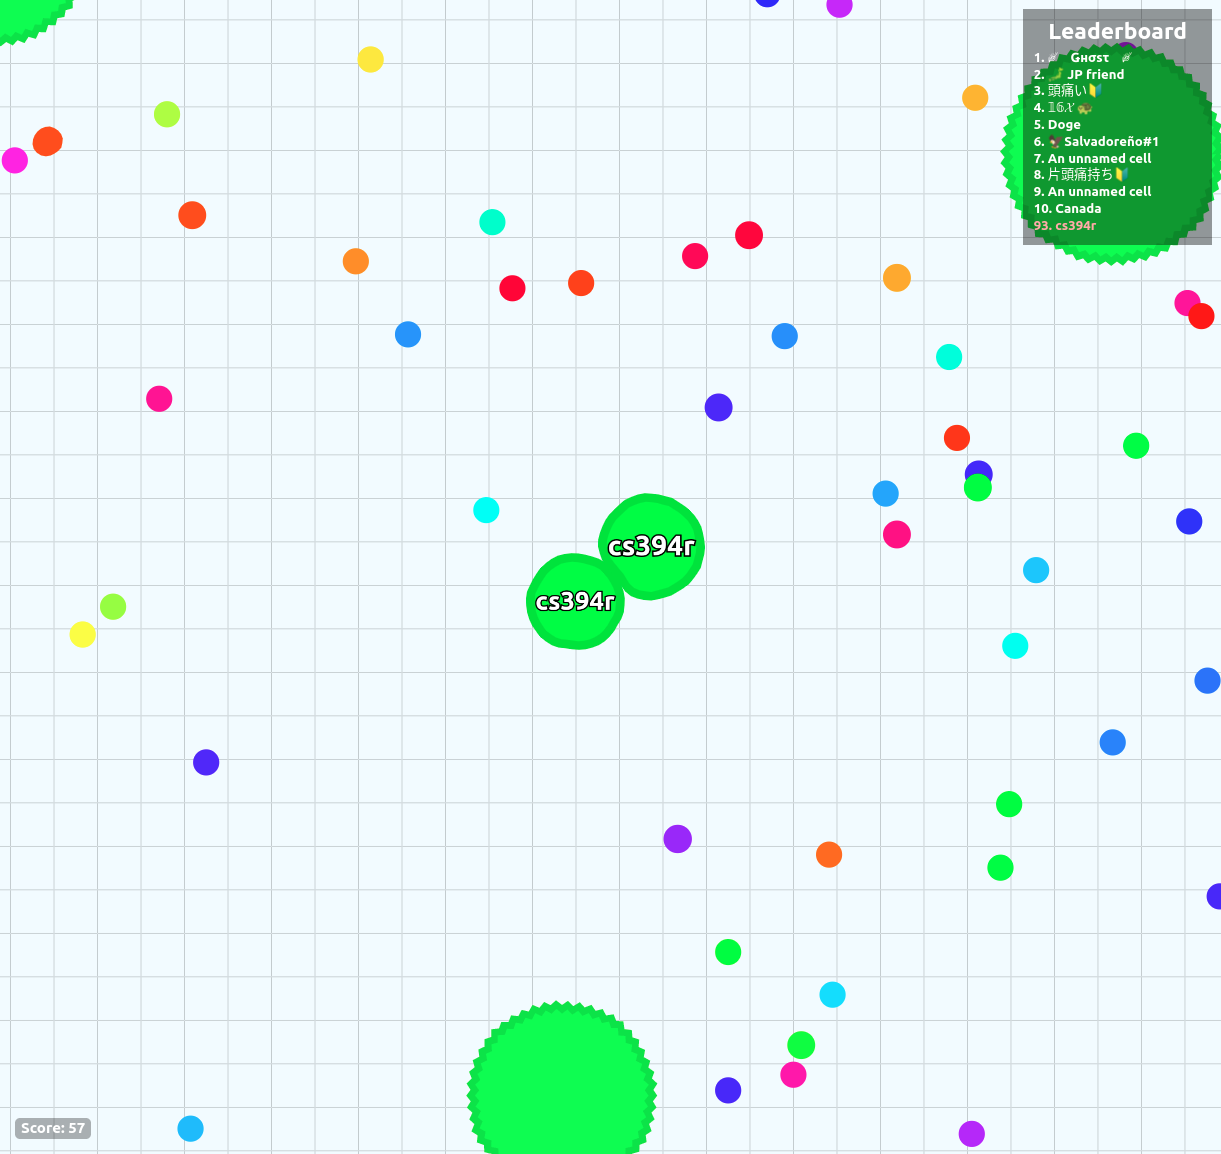 Leaderboard
1. ☄ Gнσsτ ☄
2. 🐉 JP friend
3. 頭痛い🔰
4. 𝟙𝟞𝓧 🐢
5. Doge
6. 🦅Salvadoreño#1
7. An unnamed cell
8. 片頭痛持ち🔰
9. An unnamed cell
10. Canada
93. cs394r
cs394r
cs394r
Score: 57